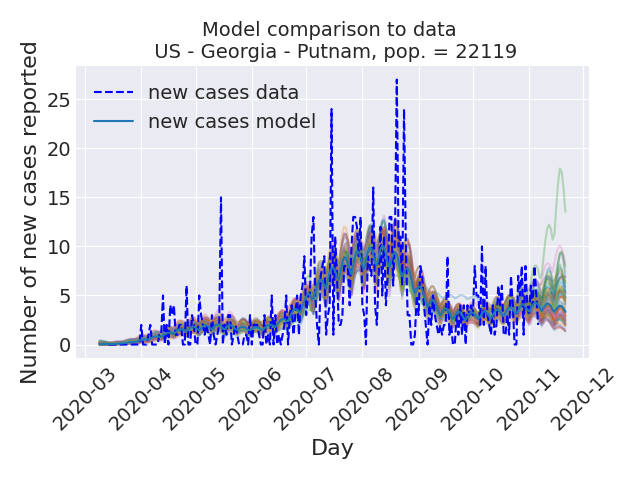 Model comparison to data
US - Georgia - Putnam, pop. = 22119
Number of new cases reported
25
20
15
10
5
0
new cases data
new cases model
2020-03
2020-04
2020-05
2020-06
2020-07
2020-08
2020-09
2020-10
2020-11
2020-12
Day